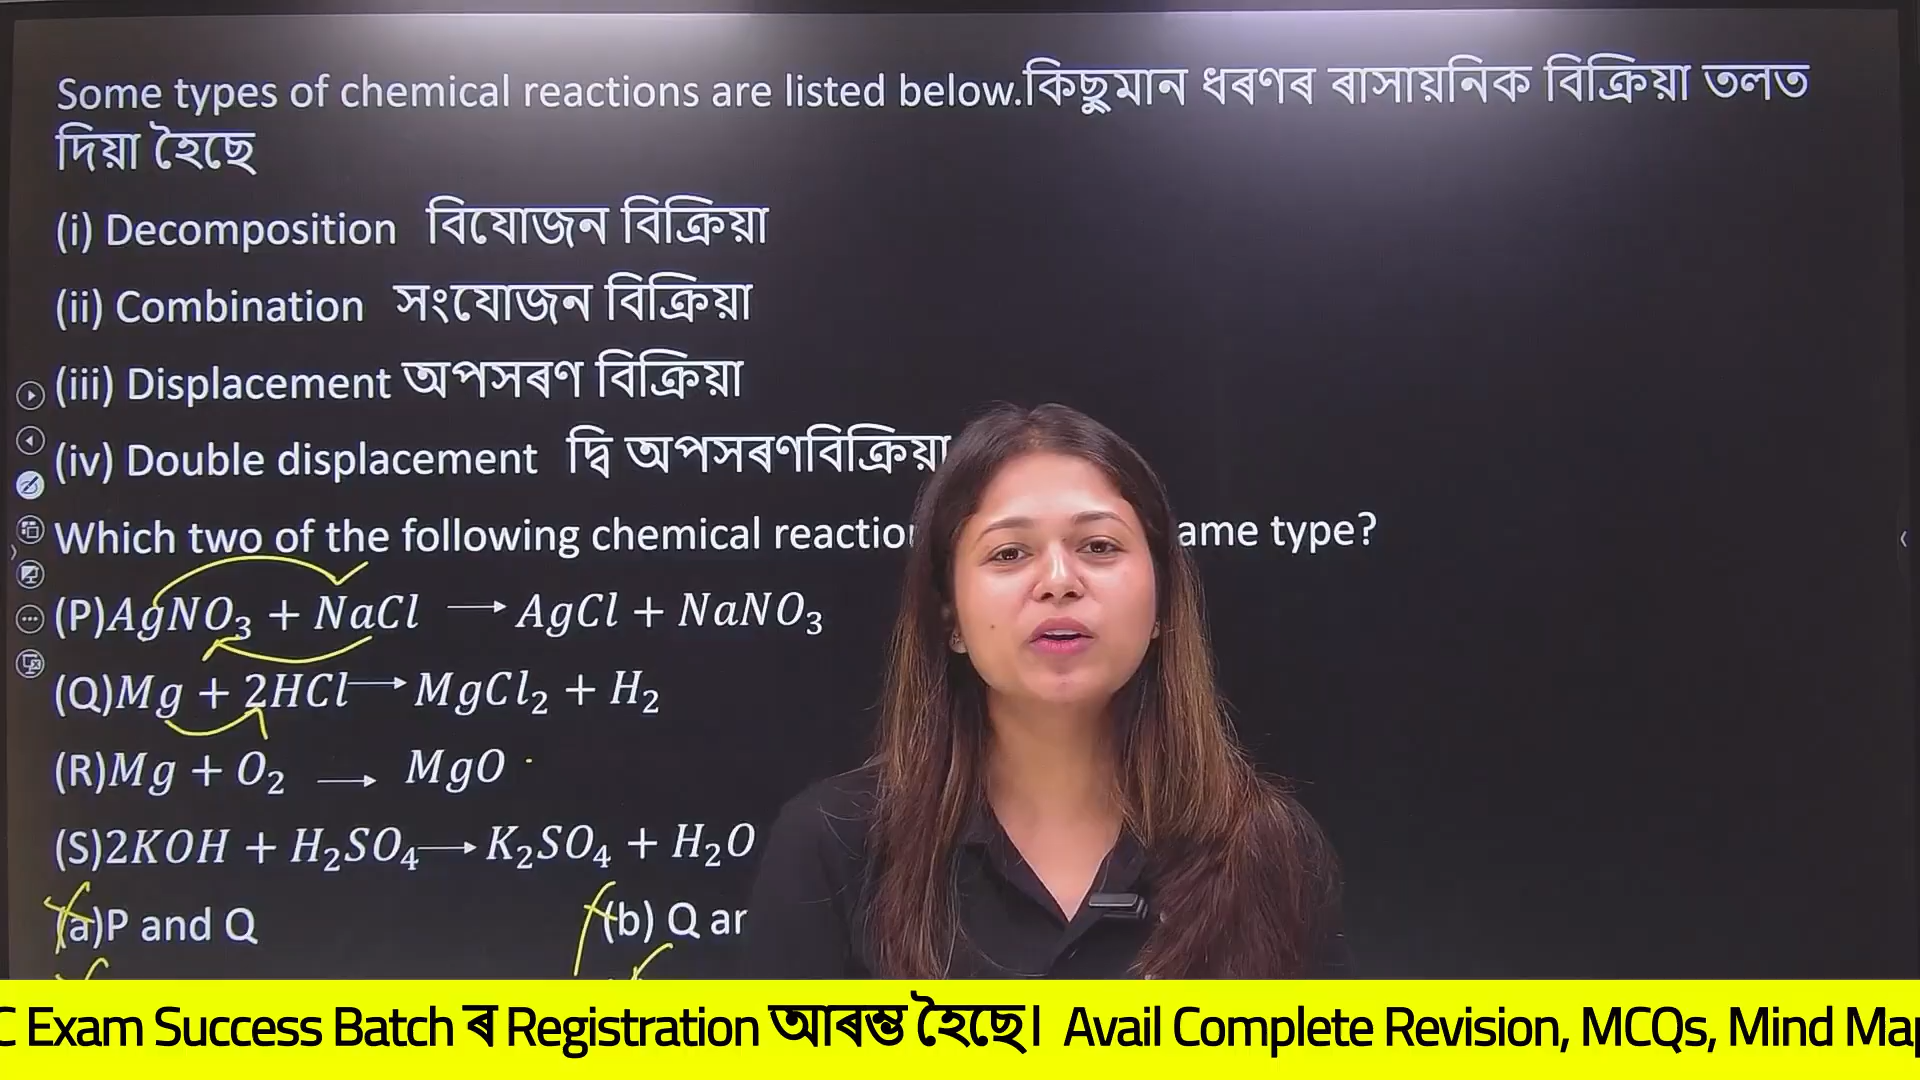 Some types of chemical reactions are listed below.কিছুমান ধৰণৰ ৰাসায়নিক বিক্ৰিয়া তলত
দিয়া হৈছে
(i) Decomposition বিযোজন বিক্ৰিয়া
(ii) Combination সংযোজন বিক্ৰিয়া
(iii) Displacement অপসৰণ বিক্ৰিয়া
(iv) Double displacement দ্বি অপসৰণবিক্ৰিয়া
Which two of the following chemical reactio ame type?
(P)AgNO₃ + NaCl ⟶ AgCl + NaNO₃
(Q)Mg + 2HCl⟶ MgCl₂ + H₂
(R)Mg + O₂ ⟶ MgO
(S)2KOH + H₂SO₄⟶ K₂SO₄ + H₂O
(a)P and Q (b) Q ar
C Exam Success Batch ৰ Registration আৰম্ভ হৈছে। Avail Complete Revision, MCQs, Mind Map